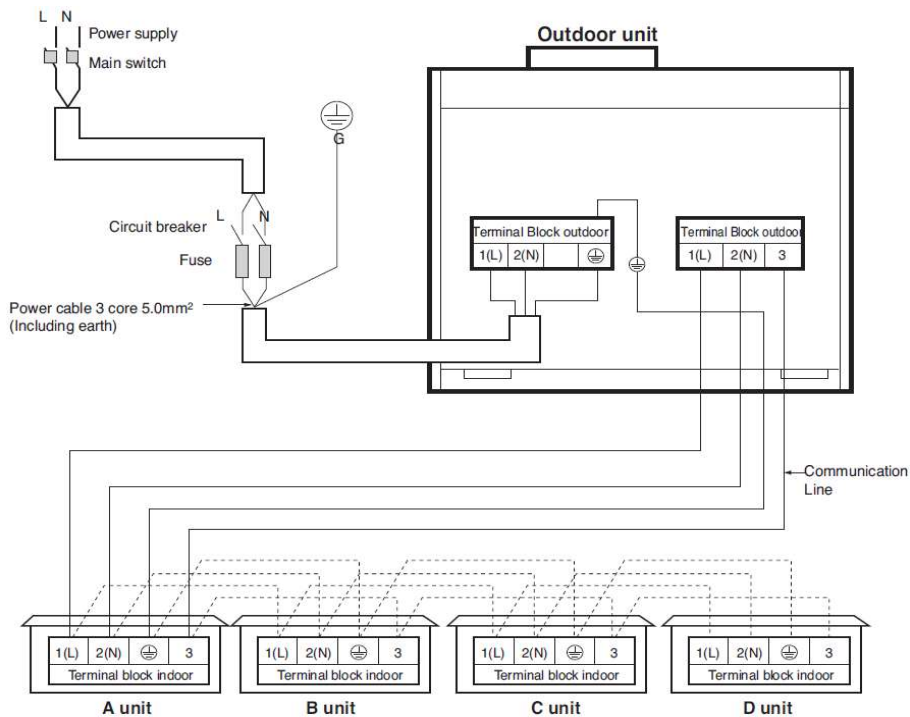 L N
Power supply
Main switch
Outdoor unit
G
L N
Circuit breaker
Fuse
Power cable 3 core 5.0mm²
(Including earth)
Terminal Block outdoor
1(L) 2(N)
Terminal Block outdoor
1(L) 2(N) 3
Communication
Line
1(L) 2(N) 3
Terminal block indoor
A unit
1(L) 2(N) 3
Terminal block indoor
B unit
1(L) 2(N) 3
Terminal block indoor
C unit
1(L) 2(N) 3
Terminal block indoor
D unit